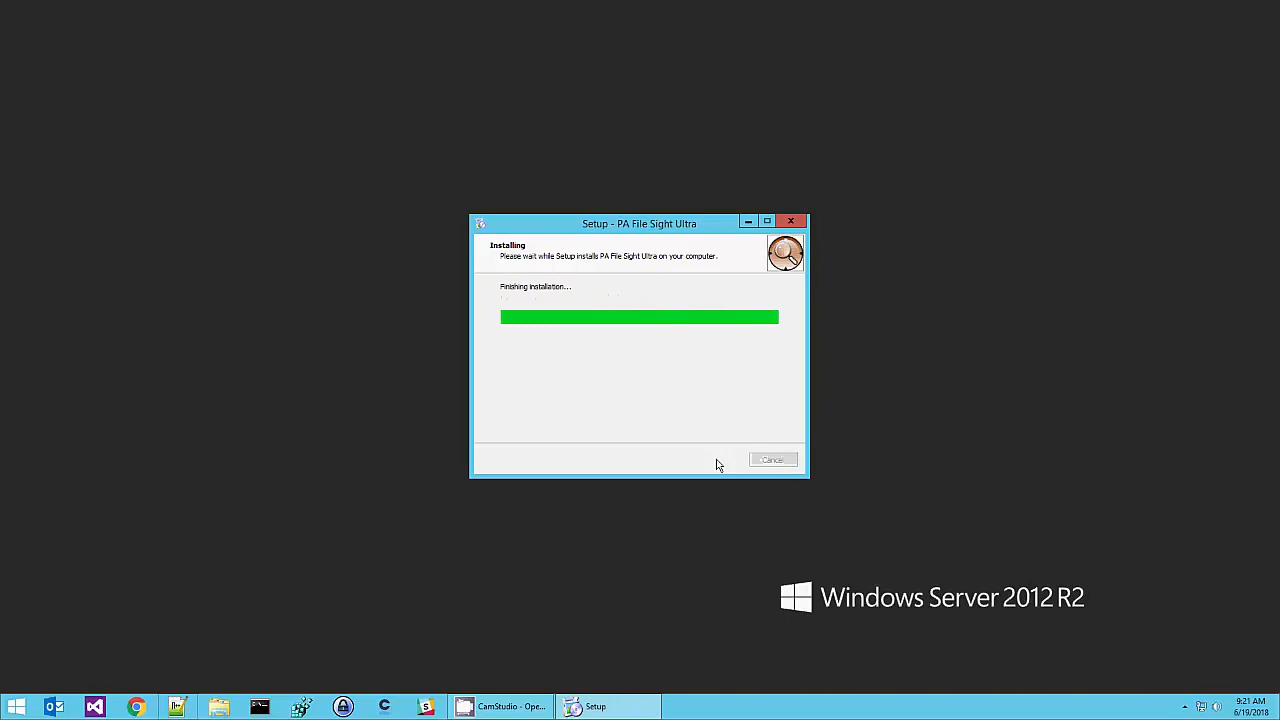 Setup - PA File Sight Ultra
Installing
Please wait while Setup installs PA File Sight Ultra on your computer.
Finishing installation...
Cancel
Windows Server 2012 R2
CamStudio - Ope...
Setup
9:21 AM
6/19/2018